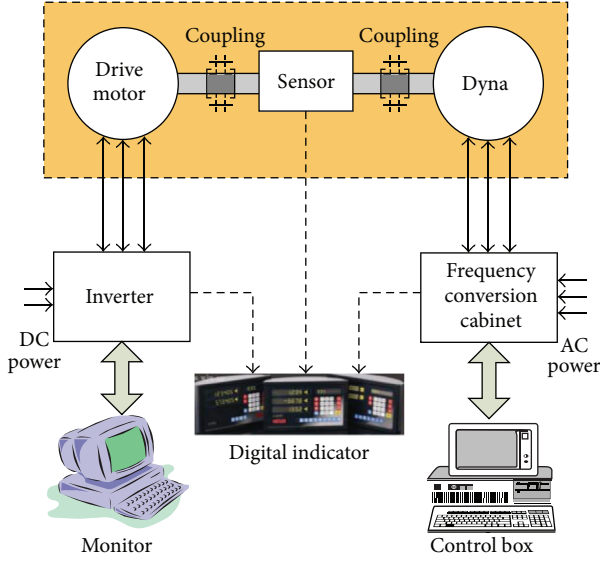 Coupling
Coupling
Drive
motor
Sensor
Dyna
Inverter
Frequency
conversion
cabinet
DC
power
AC
power
Digital indicator
Monitor
Control box